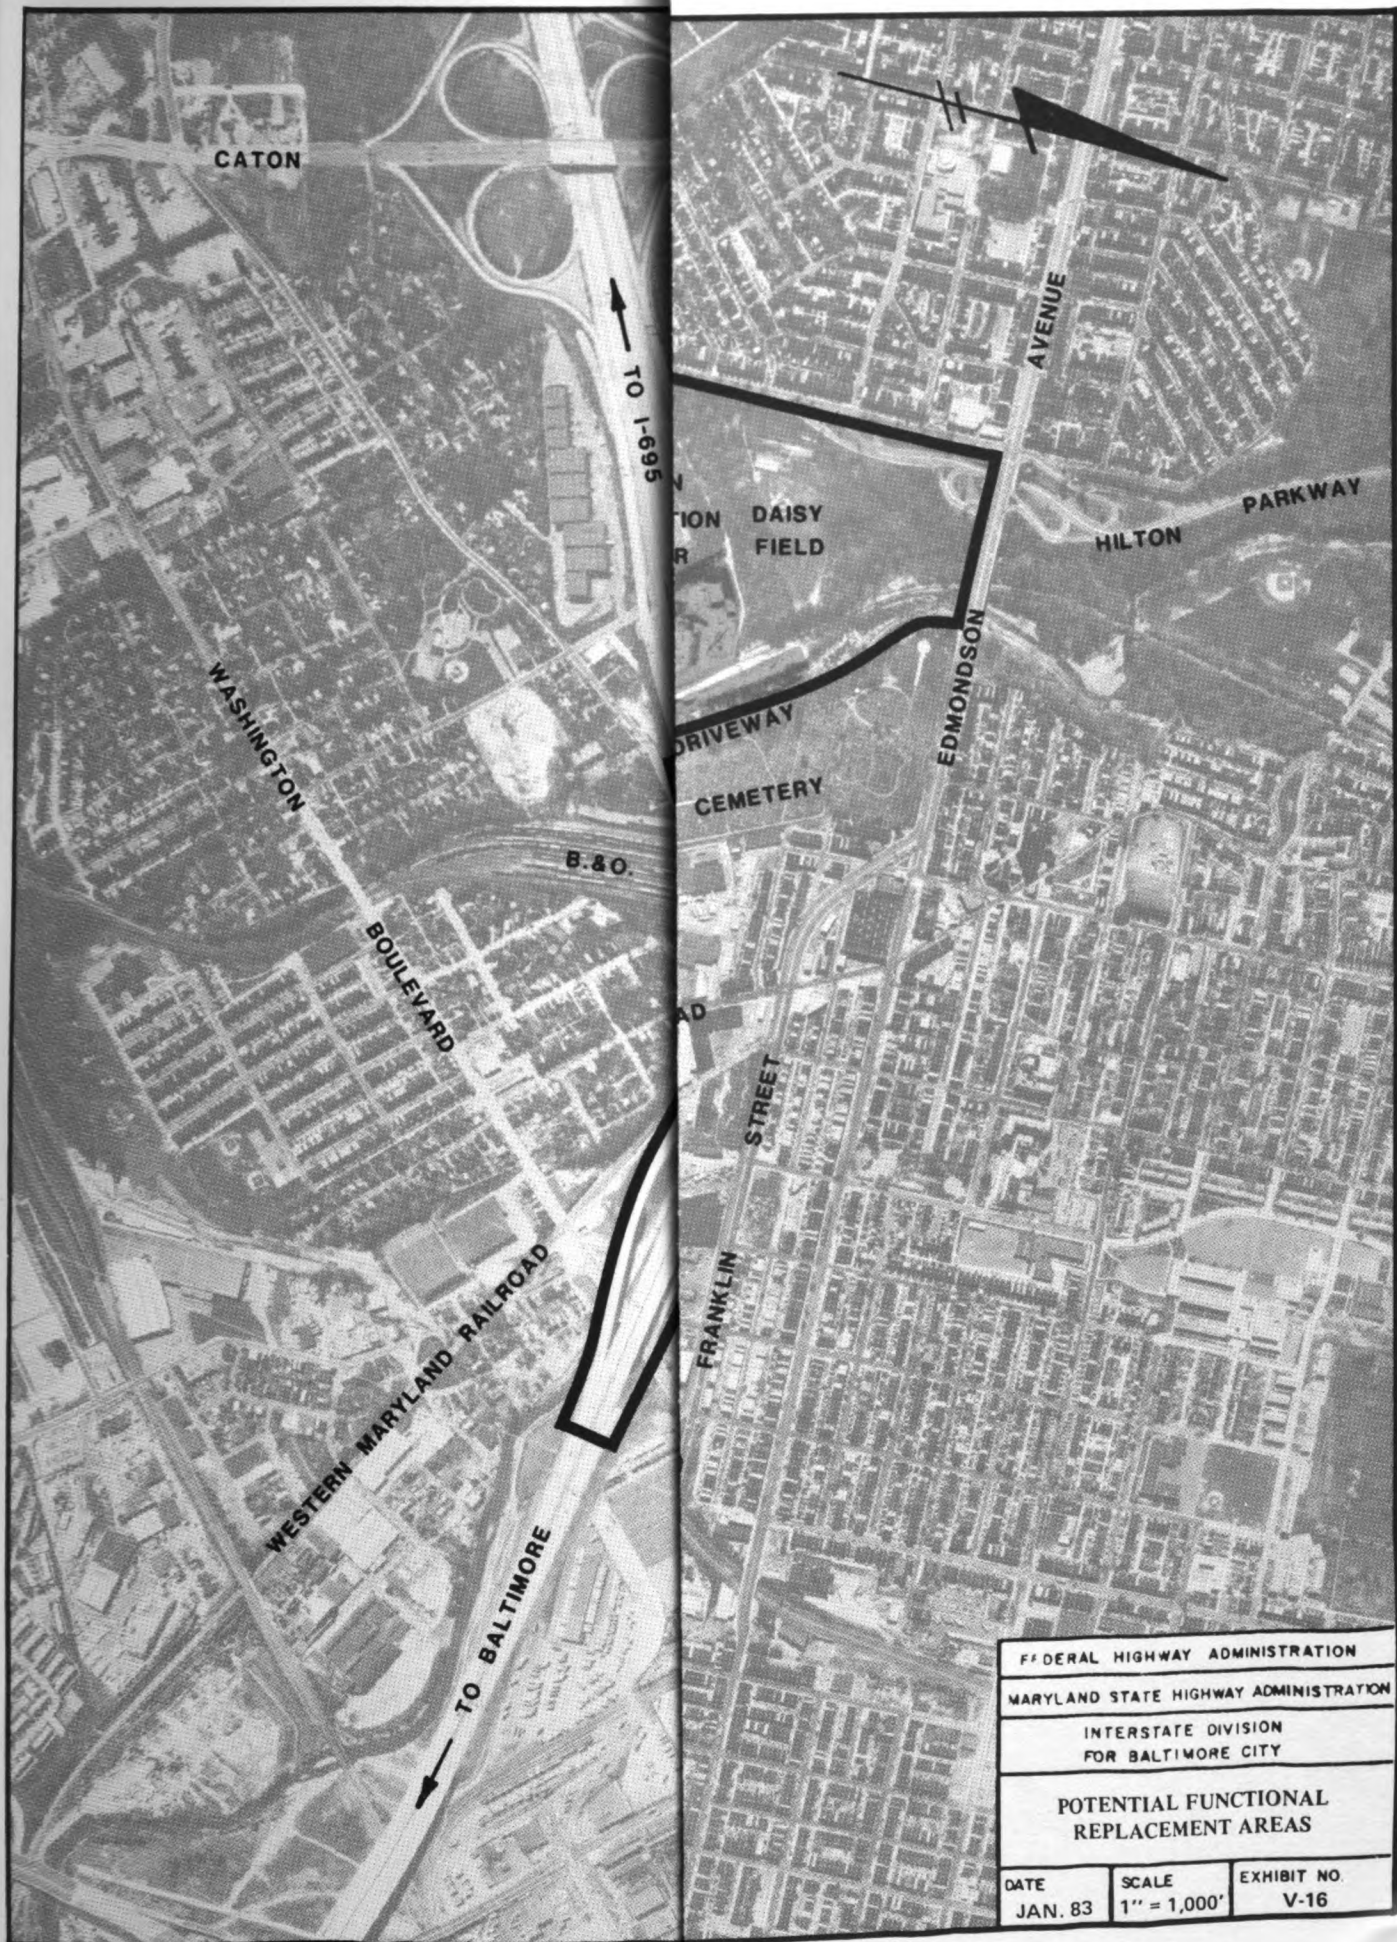 CATON
TO I-695
WASHINGTON
BOULEVARD
B.&O.
WESTERN MARYLAND RAILROAD
TO BALTIMORE
AVENUE
N
TION
R
DAISY
FIELD
HILTON
PARKWAY
EDMONDSON
DRIVEWAY
CEMETERY
AD
STREET
FRANKLIN
FEDERAL HIGHWAY ADMINISTRATION
MARYLAND STATE HIGHWAY ADMINISTRATION
INTERSTATE DIVISION
FOR BALTIMORE CITY
POTENTIAL FUNCTIONAL
REPLACEMENT AREAS
DATE
JAN. 83
SCALE
1" = 1,000'
EXHIBIT NO.
V-16